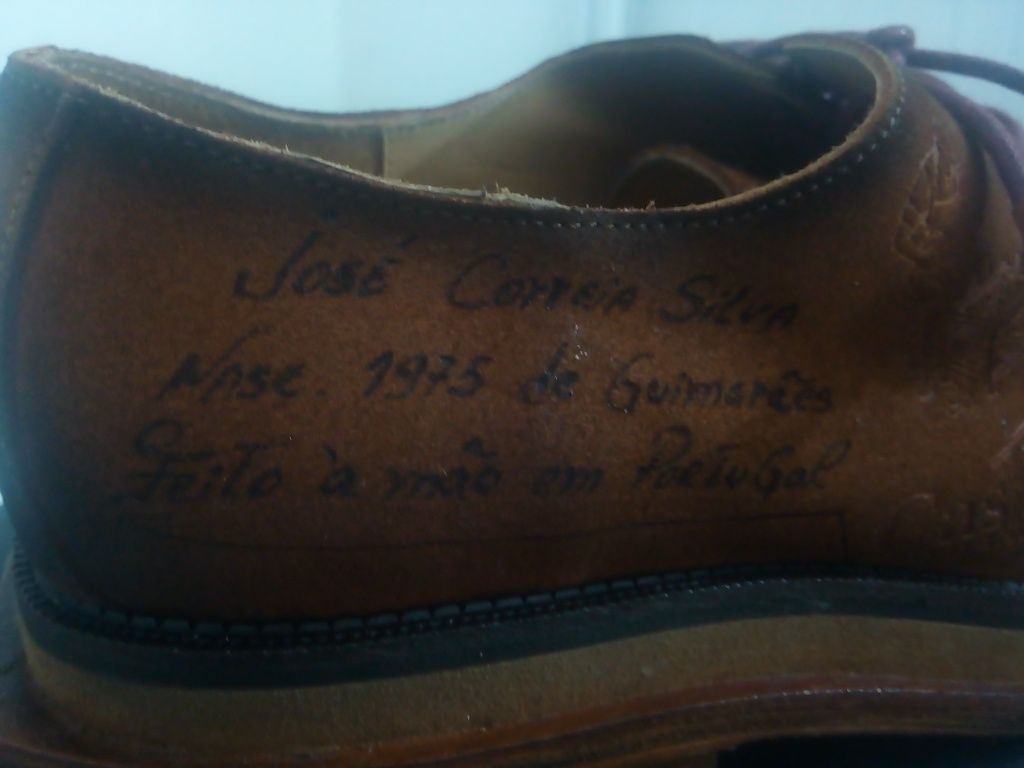 José Correia Silva
Nasc. 1975 de Guimarães
Feito à mão em Portugal